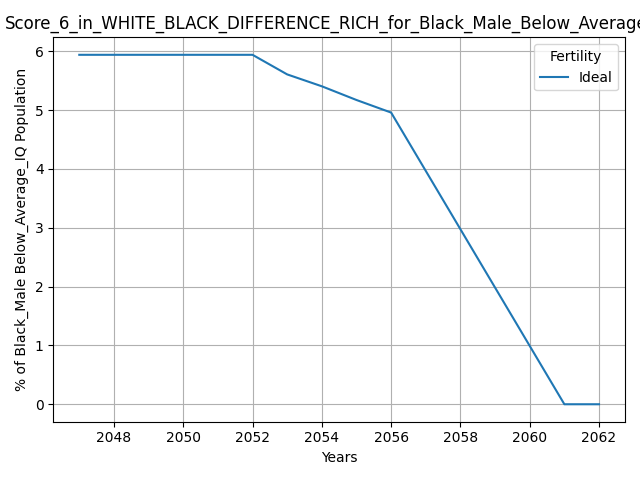 Score_6_in_WHITE_BLACK_DIFFERENCE_RICH_for_Black_Male_Below_Average
Fertility
Ideal
% of Black_Male Below_Average_IQ Population
6
5
4
3
2
1
0
2048 2050 2052 2054 2056 2058 2060 2062
Years